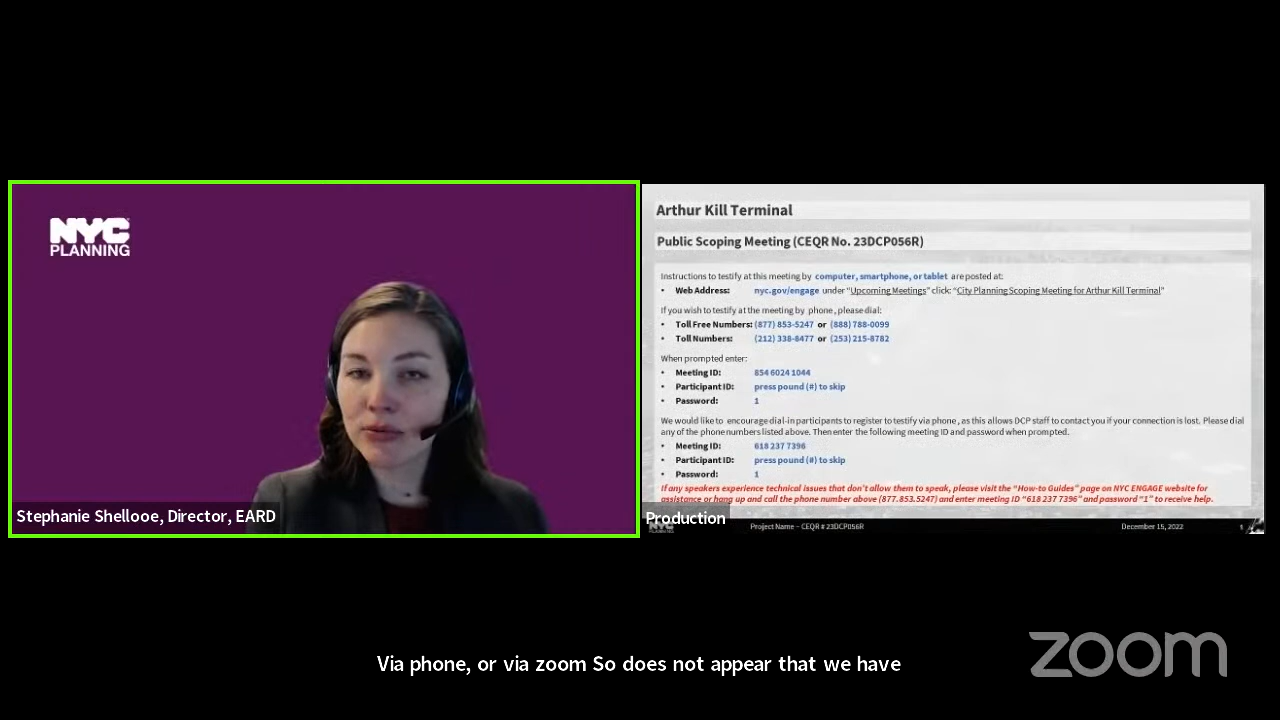 NYC
PLANNING
Stephanie Shellooe, Director, EARD
Arthur Kill Terminal
Public Scoping Meeting (CEQR No. 23DCP056R)
Instructions to testify at this meeting by computer, smartphone, or tablet are posted at:
• Web Address: nyc.gov/engage under “Upcoming Meetings” click: “City Planning Scoping Meeting for Arthur Kill Terminal”
If you wish to testify at the meeting by phone, please dial:
• Toll Free Numbers: (877) 853-5247 or (888) 788-0099
• Toll Numbers: (212) 338-8477 or (253) 215-8782
When prompted enter:
• Meeting ID: 854 6024 1044
• Participant ID: press pound (#) to skip
• Password: 1
We would like to encourage dial-in participants to register to testify via phone, as this allows DCP staff to contact you if your connection is lost. Please dial
any of the phone numbers listed above. Then enter the following meeting ID and password when prompted.
• Meeting ID: 618 237 7396
• Participant ID: press pound (#) to skip
• Password: 1
If any speakers experience technical issues that don't allow them to speak, please visit the “How-to Guides” page on NYC ENGAGE website for
assistance or hang up and call the phone number above (877.853.5247) and enter meeting ID “618 237 7396” and password “1” to receive help.
Production
Project Name – CEQR # 23DCP056R
December 15, 2022
Via phone, or via zoom So does not appear that we have
zoom